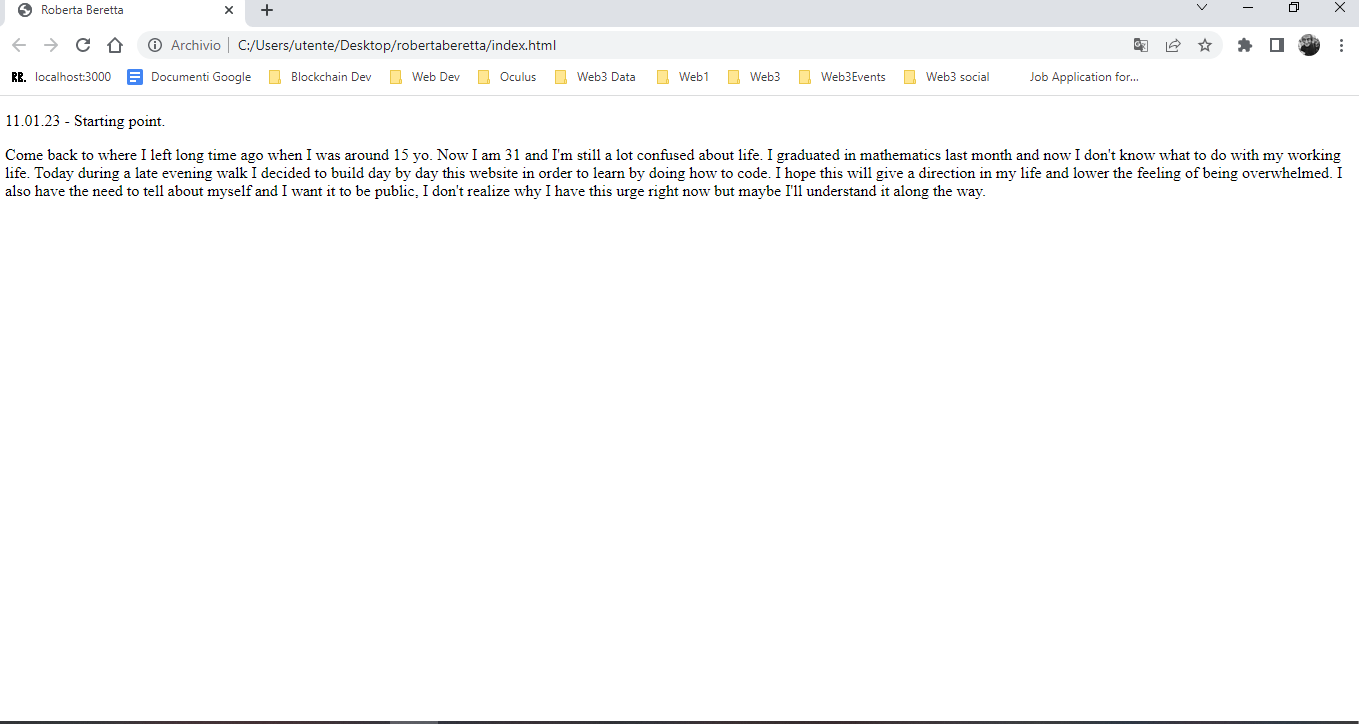 Roberta Beretta
Archivio | C:/Users/utente/Desktop/robertaberetta/index.html
RB. localhost:3000 Documenti Google Blockchain Dev Web Dev Oculus Web3 Data Web1 Web3 Web3Events Web3 social Job Application for...
11.01.23 - Starting point.
Come back to where I left long time ago when I was around 15 yo. Now I am 31 and I'm still a lot confused about life. I graduated in mathematics last month and now I don't know what to do with my working
life. Today during a late evening walk I decided to build day by day this website in order to learn by doing how to code. I hope this will give a direction in my life and lower the feeling of being overwhelmed. I
also have the need to tell about myself and I want it to be public, I don't realize why I have this urge right now but maybe I'll understand it along the way.